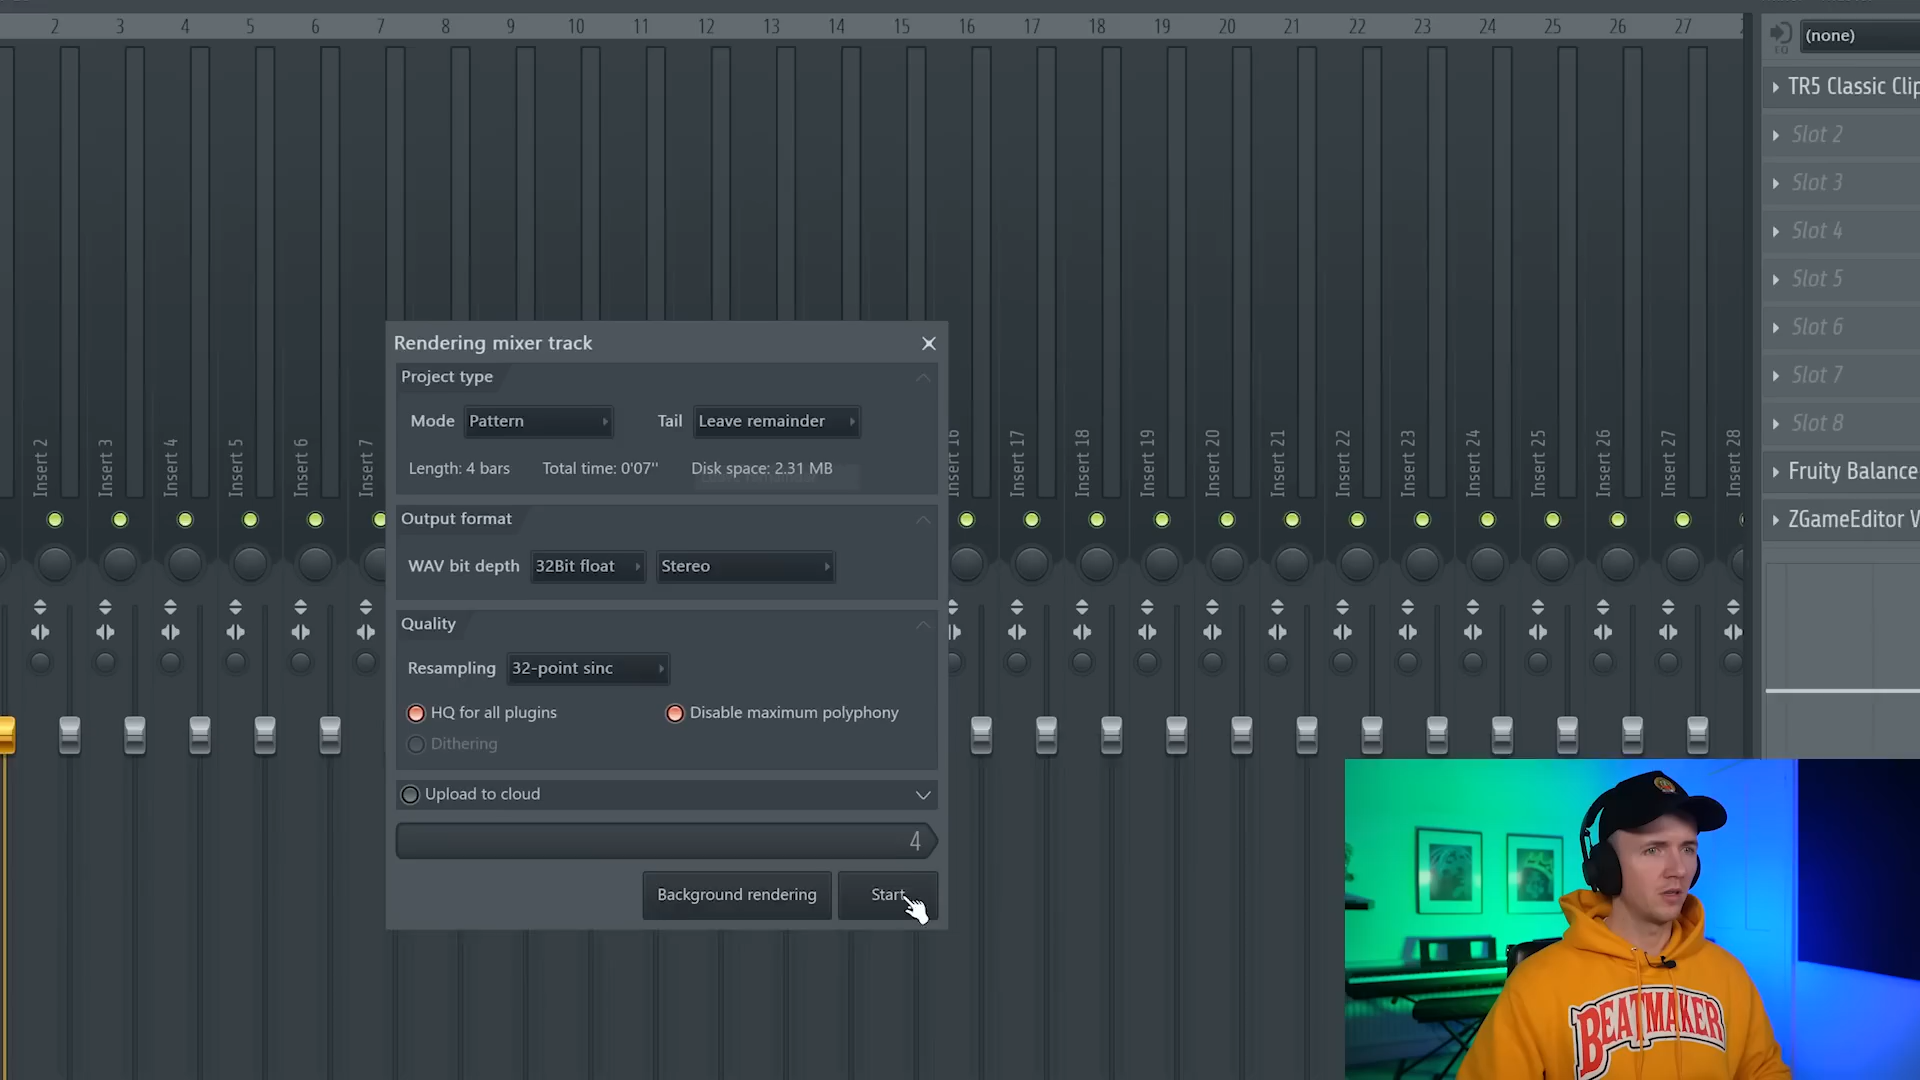 2 3 4 5 6 7 8 9 10 11 12 13 14 15 16 17 18 19 20 21 22 23 24 25 26 27
(none)
EQ
TR5 Classic Clip
Slot 2
Slot 3
Slot 4
Slot 5
Slot 6
Slot 7
Slot 8
Fruity Balance
ZGameEditor V
Insert 2 Insert 3 Insert 4 Insert 5 Insert 6 Insert 7 Insert 16 Insert 17 Insert 18 Insert 19 Insert 20 Insert 21 Insert 22 Insert 23 Insert 24 Insert 25 Insert 26 Insert 27 Insert 28
Rendering mixer track
Project type
Mode Pattern Tail Leave remainder
Length: 4 bars Total time: 0'07'' Disk space: 2.31 MB
Output format
WAV bit depth 32Bit float Stereo
Quality
Resampling 32-point sinc
HQ for all plugins Disable maximum polyphony
Dithering
Upload to cloud
4
Background rendering Start
BEATMAKER